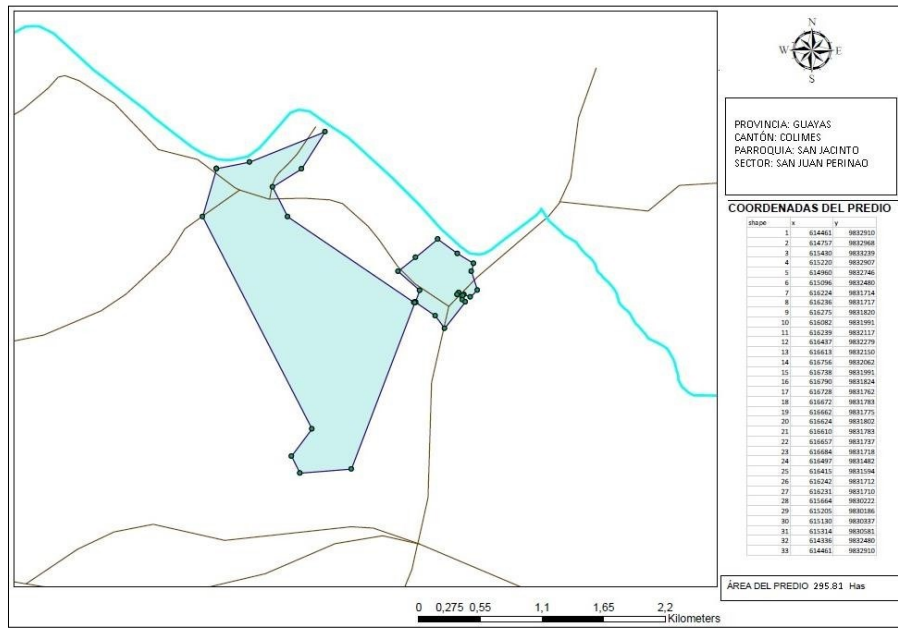 N
W E
S
PROVINCIA: GUAYAS
CANTÓN: COLIMES
PARROQUIA: SAN JACINTO
SECTOR: SAN JUAN PERINAO
COORDENADAS DEL PREDIO
shape x y
1 614461 9832910
2 614757 9832968
3 615430 9833239
4 615220 9832907
5 614960 9832746
6 615096 9832480
7 616224 9831714
8 616236 9831717
9 616275 9831820
10 616082 9831991
11 616239 9832117
12 616437 9832279
13 616613 9832150
14 616756 9832062
15 616738 9831991
16 616790 9831824
17 616728 9831762
18 616672 9831783
19 616662 9831775
20 616624 9831802
21 616610 9831783
22 616657 9831737
23 616684 9831718
24 616497 9831482
25 616415 9831594
26 616242 9831712
27 616231 9831710
28 615664 9830222
29 615205 9830186
30 615130 9830337
31 615314 9830581
32 614336 9832480
33 614461 9832910
ÁREA DEL PREDIO 295.81 Has
0 0,275 0,55 1,1 1,65 2,2
Kilometers